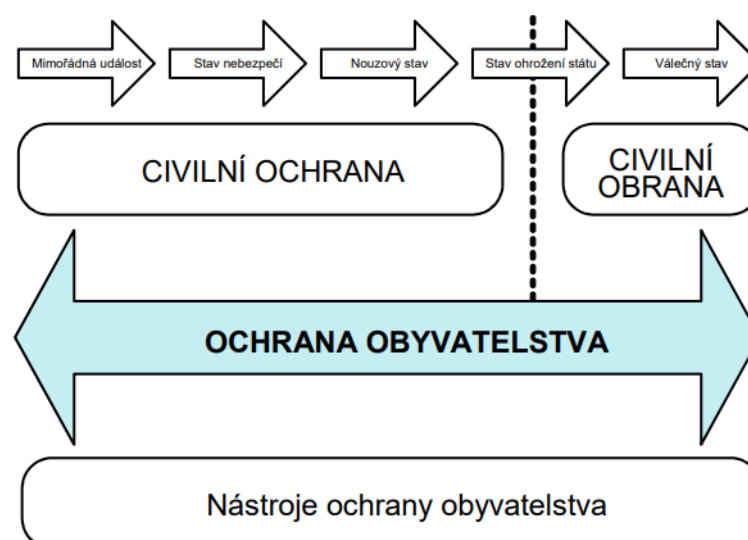 Mimořádná událost
Stav nebezpečí
Nouzový stav
Stav ohrožení státu
Válečný stav
CIVILNÍ OCHRANA
CIVILNÍ
OBRANA
OCHRANA OBYVATELSTVA
Nástroje ochrany obyvatelstva